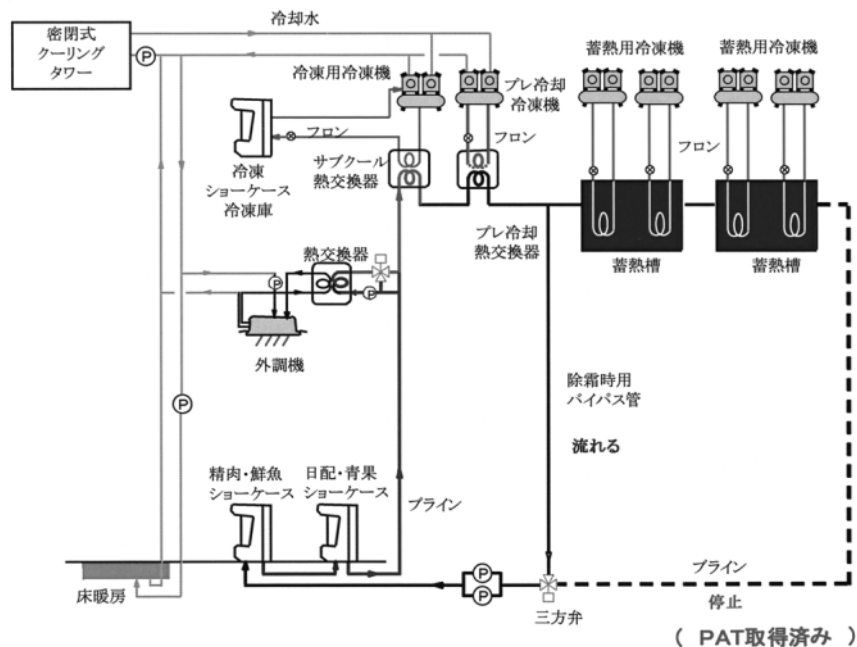 冷却水
密閉式
クーリング
タワー
P
冷凍用冷凍機
プレ冷却
冷凍機
蓄熱用冷凍機
蓄熱用冷凍機
フロン
フロン
フロン
冷凍
ショーケース
冷凍庫
サブクール
熱交換器
プレ冷却
熱交換器
蓄熱槽
蓄熱槽
熱交換器
P
P
外調機
P
除霜時用
バイパス管
流れる
精肉・鮮魚
ショーケース
日配・青果
ショーケース
ブライン
P
P
ブライン
停止
床暖房
三方弁
( PAT取得済み )